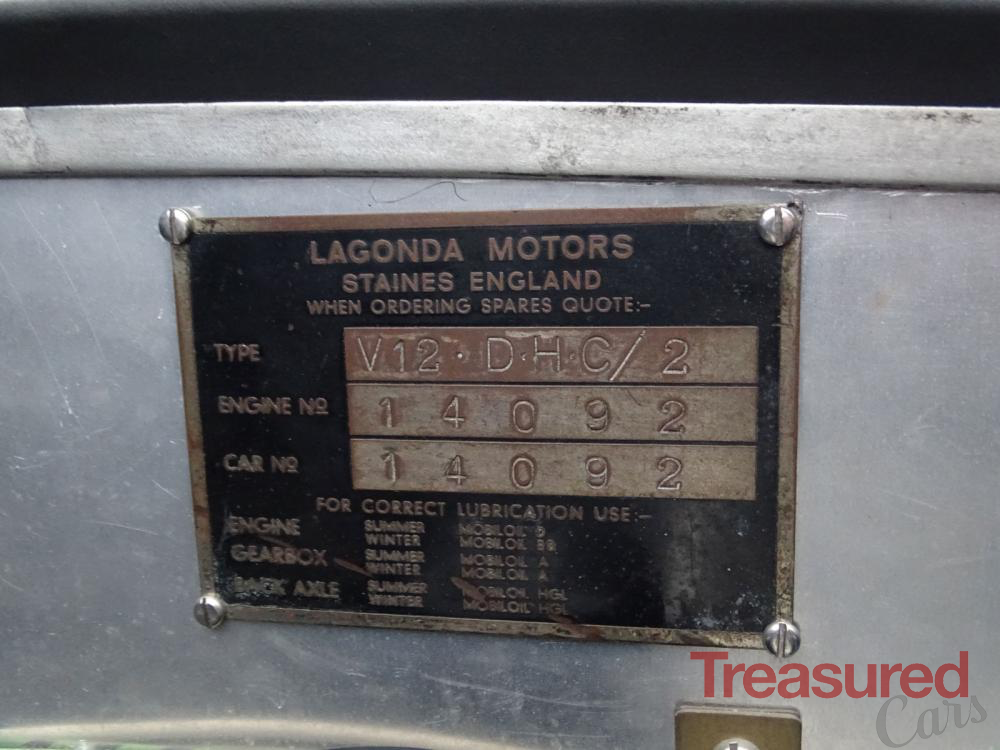 LAGONDA MOTORS
STAINES ENGLAND
WHEN ORDERING SPARES QUOTE:-
TYPE V12·D·H·C/2
ENGINE Nº 14092
CAR Nº 14092
FOR CORRECT LUBRICATION USE:-
ENGINE SUMMER MOBILOIL D
WINTER MOBILOIL BB
GEARBOX SUMMER MOBILOIL A
WINTER MOBILOIL A
BACK AXLE SUMMER MOBILOIL HGL
WINTER MOBILOIL HGL
Treasured
Cars